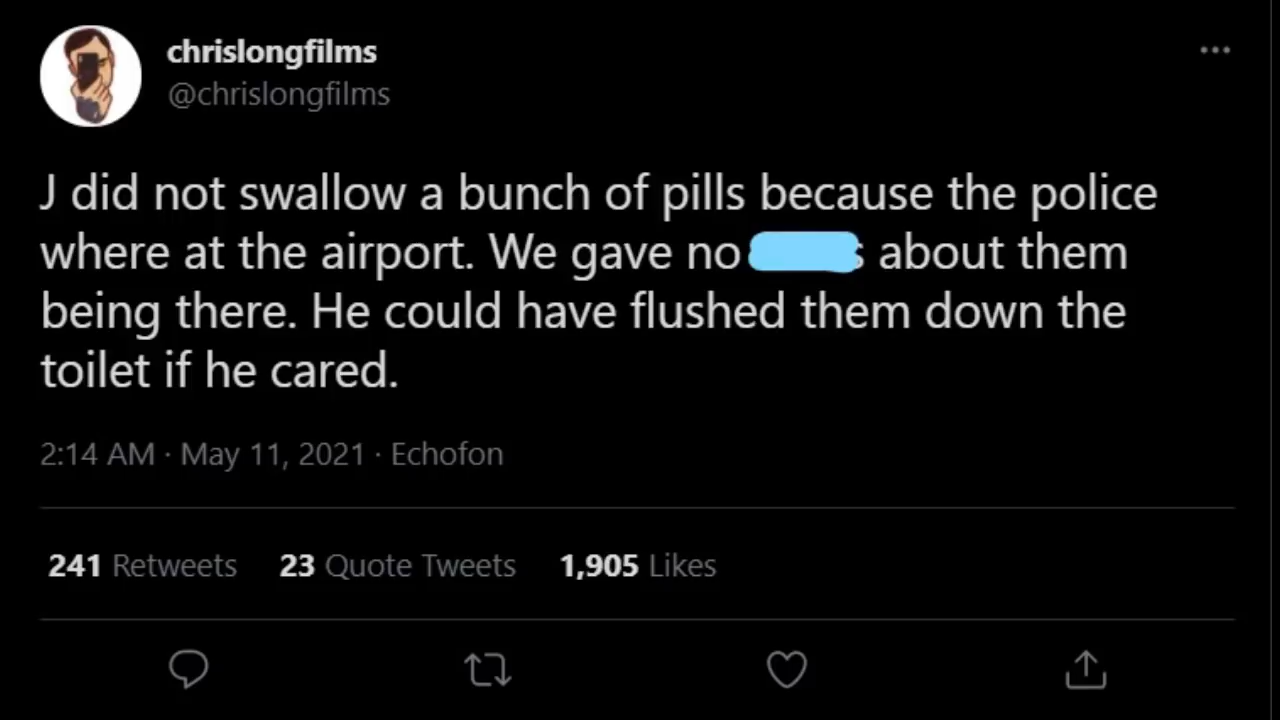 chrislongfilms
@chrislongfilms
J did not swallow a bunch of pills because the police
where at the airport. We gave no about them
being there. He could have flushed them down the
toilet if he cared.
2:14 AM · May 11, 2021 · Echofon
241 Retweets 23 Quote Tweets 1,905 Likes